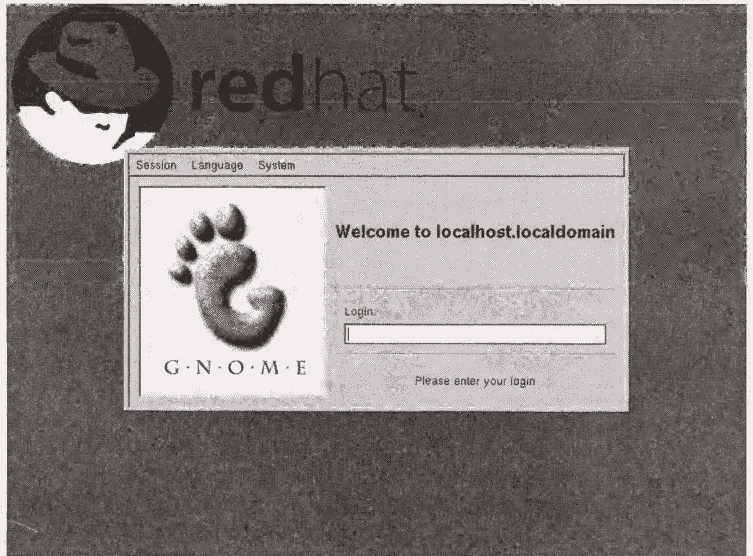 redhat
Session Language System
Welcome to localhost.localdomain
Login:
G·N·O·M·E
Please enter your login